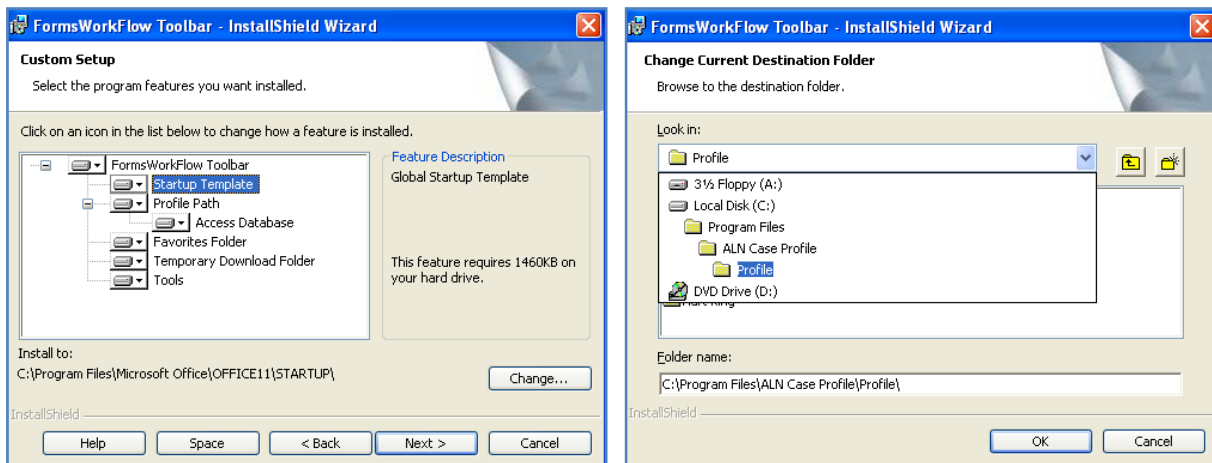 FormsWorkFlow Toolbar - InstallShield Wizard
Custom Setup
Select the program features you want installed.
Click on an icon in the list below to change how a feature is installed.
FormsWorkFlow Toolbar
Startup Template
Profile Path
Access Database
Favorites Folder
Temporary Download Folder
Tools
Feature Description
Global Startup Template
This feature requires 1460KB on
your hard drive.
Install to:
C:\Program Files\Microsoft Office\OFFICE11\STARTUP\
Change...
InstallShield
Help
Space
< Back
Next >
Cancel
FormsWorkFlow Toolbar - InstallShield Wizard
Change Current Destination Folder
Browse to the destination folder.
Look in:
Profile
3½ Floppy (A:)
Local Disk (C:)
Program Files
ALN Case Profile
Profile
DVD Drive (D:)
Folder name:
C:\Program Files\ALN Case Profile\Profile\
InstallShield
OK
Cancel